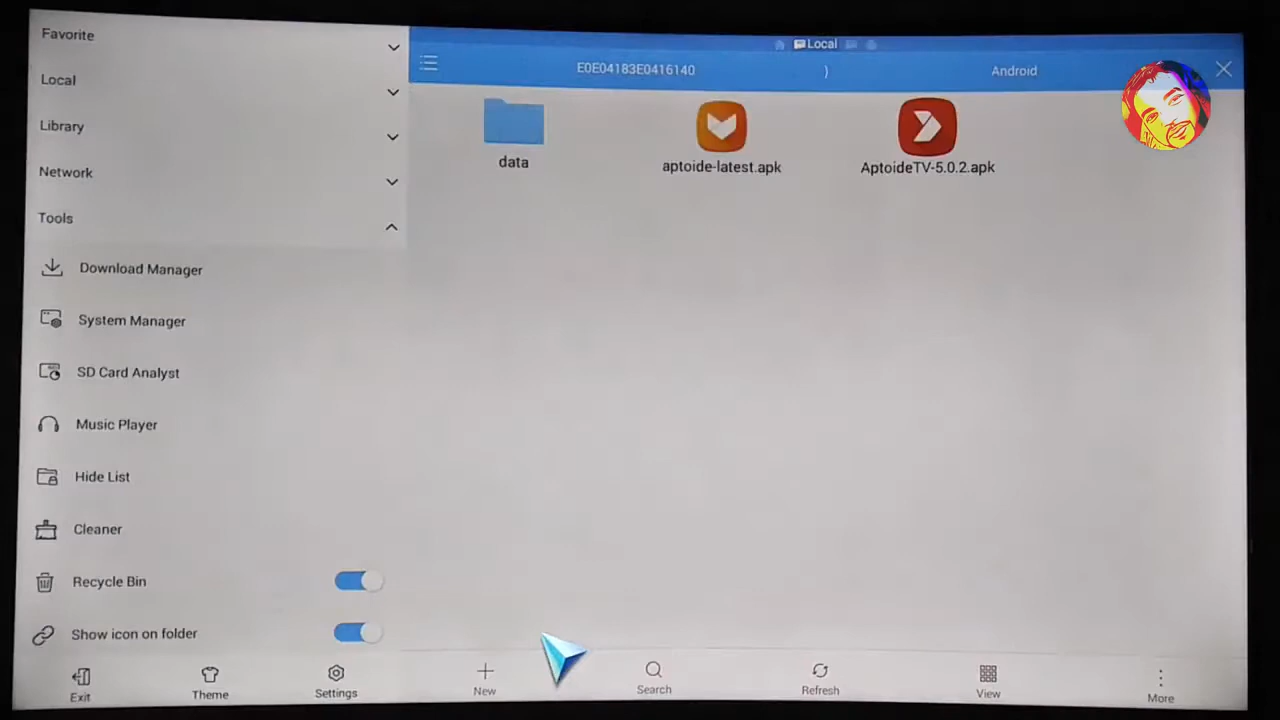 Favorite
Local
Library
Network
Tools
Download Manager
System Manager
SD Card Analyst
Music Player
Hide List
Cleaner
Recycle Bin
Show icon on folder
Exit
Theme
Settings
Local
E0E04183E0416140 ) Android
data
aptoide-latest.apk
AptoideTV-5.0.2.apk
New
Search
Refresh
View
More